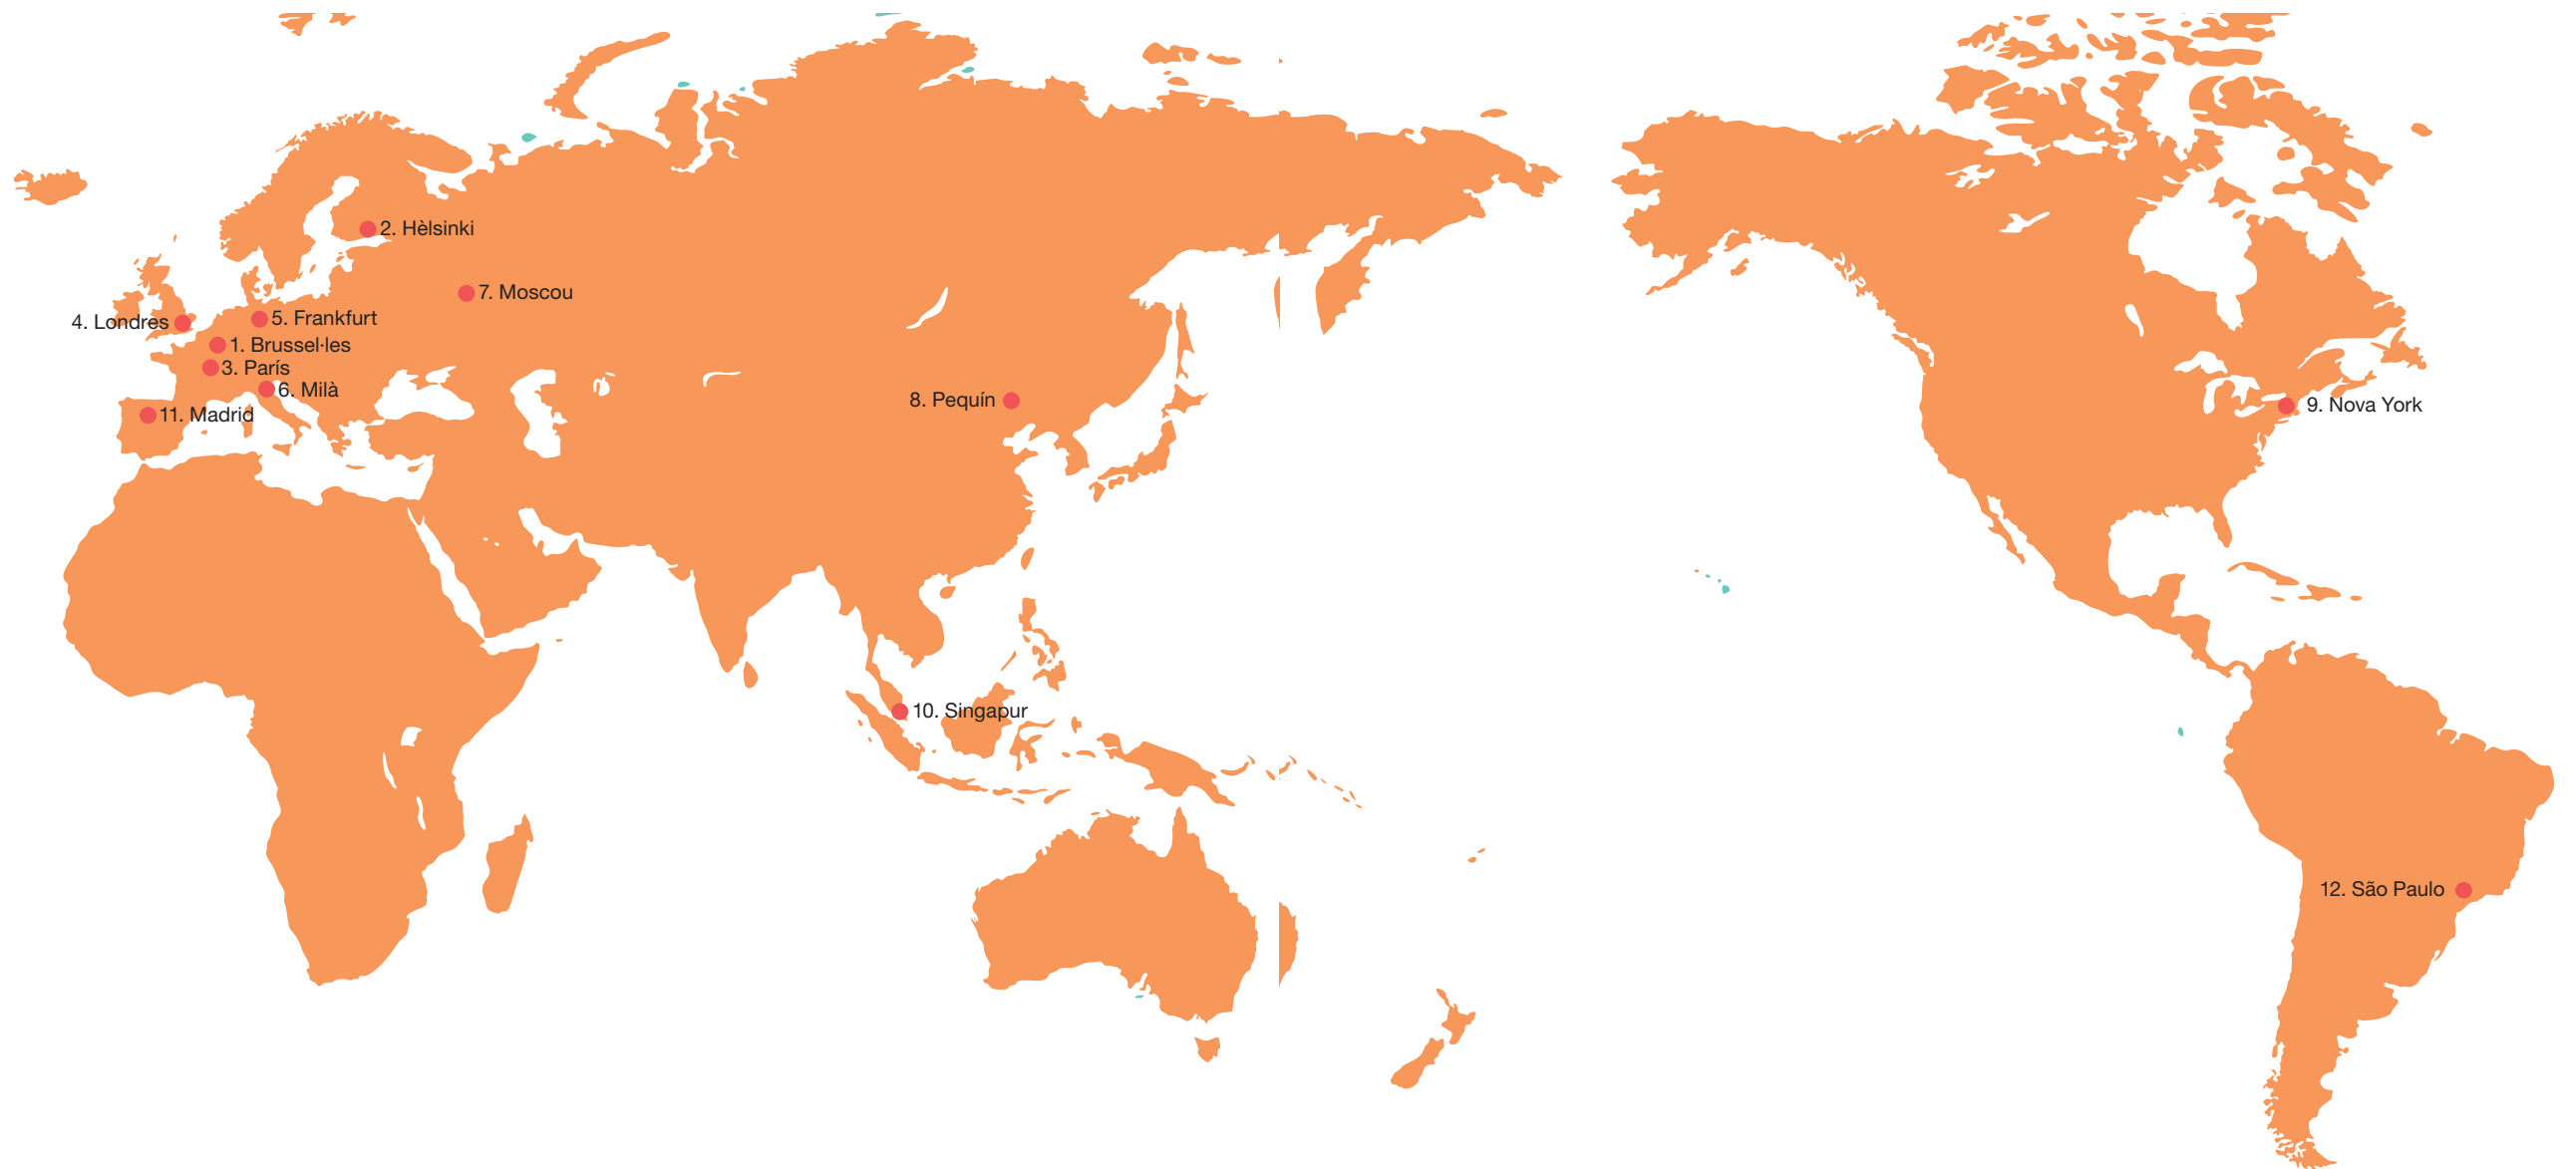 2. Hèlsinki
7. Moscou
4. Londres
5. Frankfurt
1. Brussel·les
3. París
6. Milà
11. Madrid
8. Pequín
9. Nova York
10. Singapur
12. São Paulo